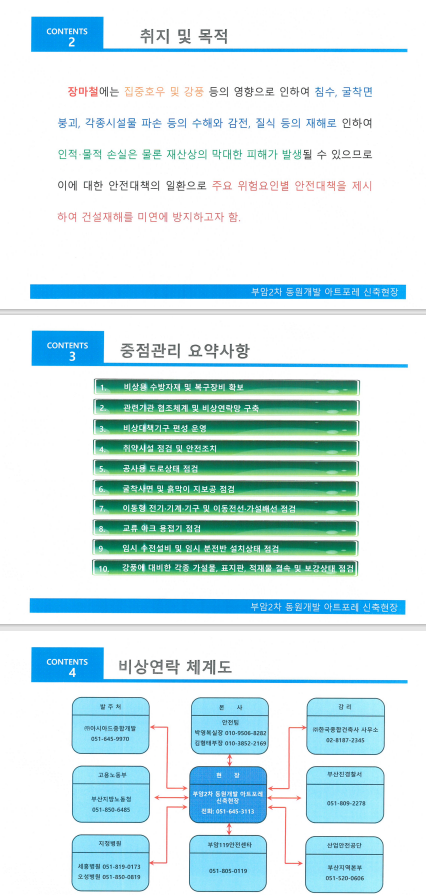 CONTENTS
2
취지 및 목적
장마철에는 집중호우 및 강풍 등의 영향으로 인하여 침수, 굴착면
붕괴, 각종시설물 파손 등의 수해와 감전, 질식 등의 재해로 인하여
인적·물적 손실은 물론 재산상의 막대한 피해가 발생될 수 있으므로
이에 대한 안전대책의 일환으로 주요 위험요인별 안전대책을 제시
하여 건설재해를 미연에 방지하고자 함.
부암2차 동원개발 아트포레 신축현장
CONTENTS
3
중점관리 요약사항
1. 비상용 수방자재 및 복구장비 확보
2. 관련기관 협조체계 및 비상연락망 구축
3. 비상대책기구 편성 운영
4. 취약시설 점검 및 안전조치
5. 공사용 도로상태 점검
6. 굴착사면 및 흙막이 지보공 점검
7. 이동형 전기·기계·기구 및 이동전선·가설배선 점검
8. 교류 아크 용접기 점검
9. 임시 수전설비 및 임시 분전반 설치상태 점검
10. 강풍에 대비한 각종 가설물, 표지판, 적재물 결속 및 보강상태 점검
부암2차 동원개발 아트포레 신축현장
CONTENTS
4
비상연락 체계도
발 주 처
㈜아시아드종합개발
051-645-9970
본 사
안전팀
박명복실장 010-9506-8282
김형태부장 010-3852-2169
감 리
㈜한국종합건축사 사무소
02-8187-2345
고용노동부
부산지방노동청
051-850-6485
현 장
부암2차 동원개발 아트포레
신축현장
전화: 051-645-3113
부산진경찰서
051-809-2278
지정병원
세흥병원 051-819-0173
오성병원 051-850-0819
부암119안전센타
051-805-0119
산업안전공단
부산지역본부
051-520-0606